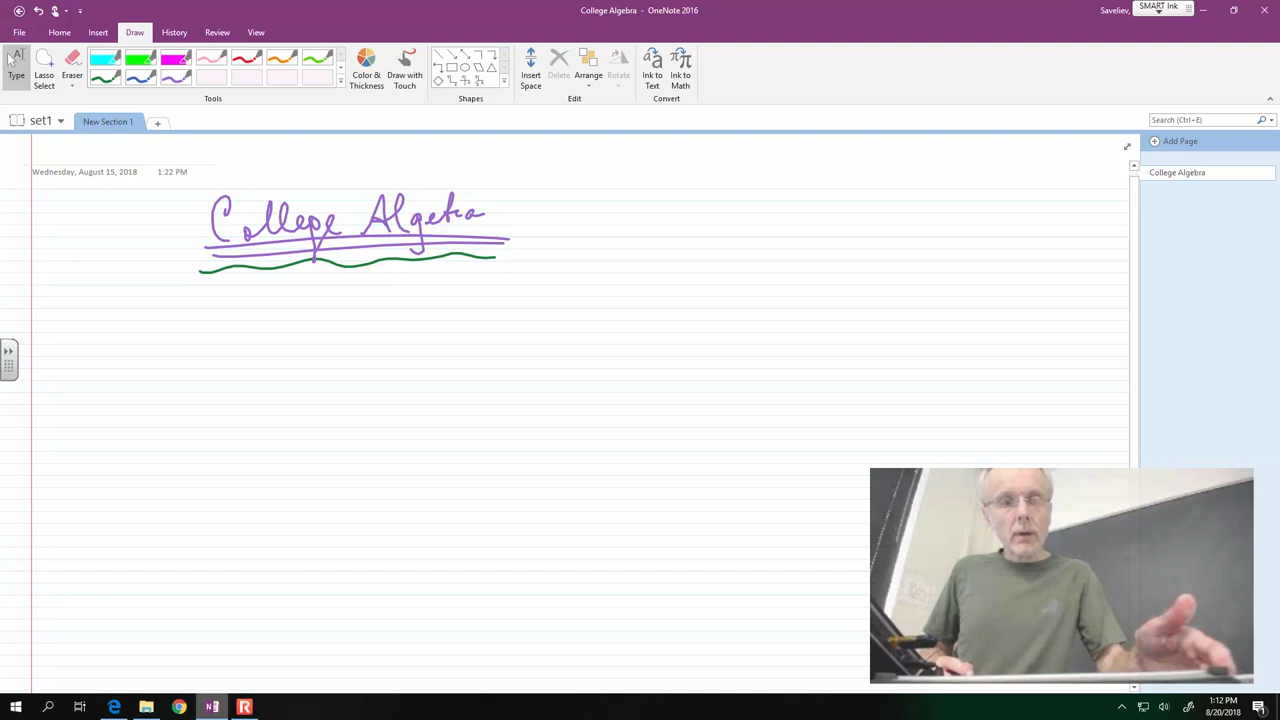 College Algebra - OneNote 2016
Saveliev,
SMART Ink
File Home Insert Draw History Review View
Type
Lasso Select
Eraser
Color & Thickness
Draw with Touch
Insert Space
Delete
Arrange
Rotate
Ink to Text
Ink to Math
Tools
Shapes
Edit
Convert
set1
New Section 1
Search (Ctrl+E)
Add Page
Wednesday, August 15, 2018 1:22 PM
College Algebra
College Algebra
1:12 PM
8/20/2018